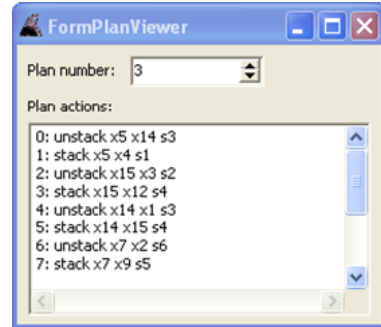 FormPlanViewer
Plan number: 3
Plan actions:
0: unstack x5 x14 s3
1: stack x5 x4 s1
2: unstack x15 x3 s2
3: stack x15 x12 s4
4: unstack x14 x1 s3
5: stack x14 x15 s4
6: unstack x7 x2 s6
7: stack x7 x9 s5